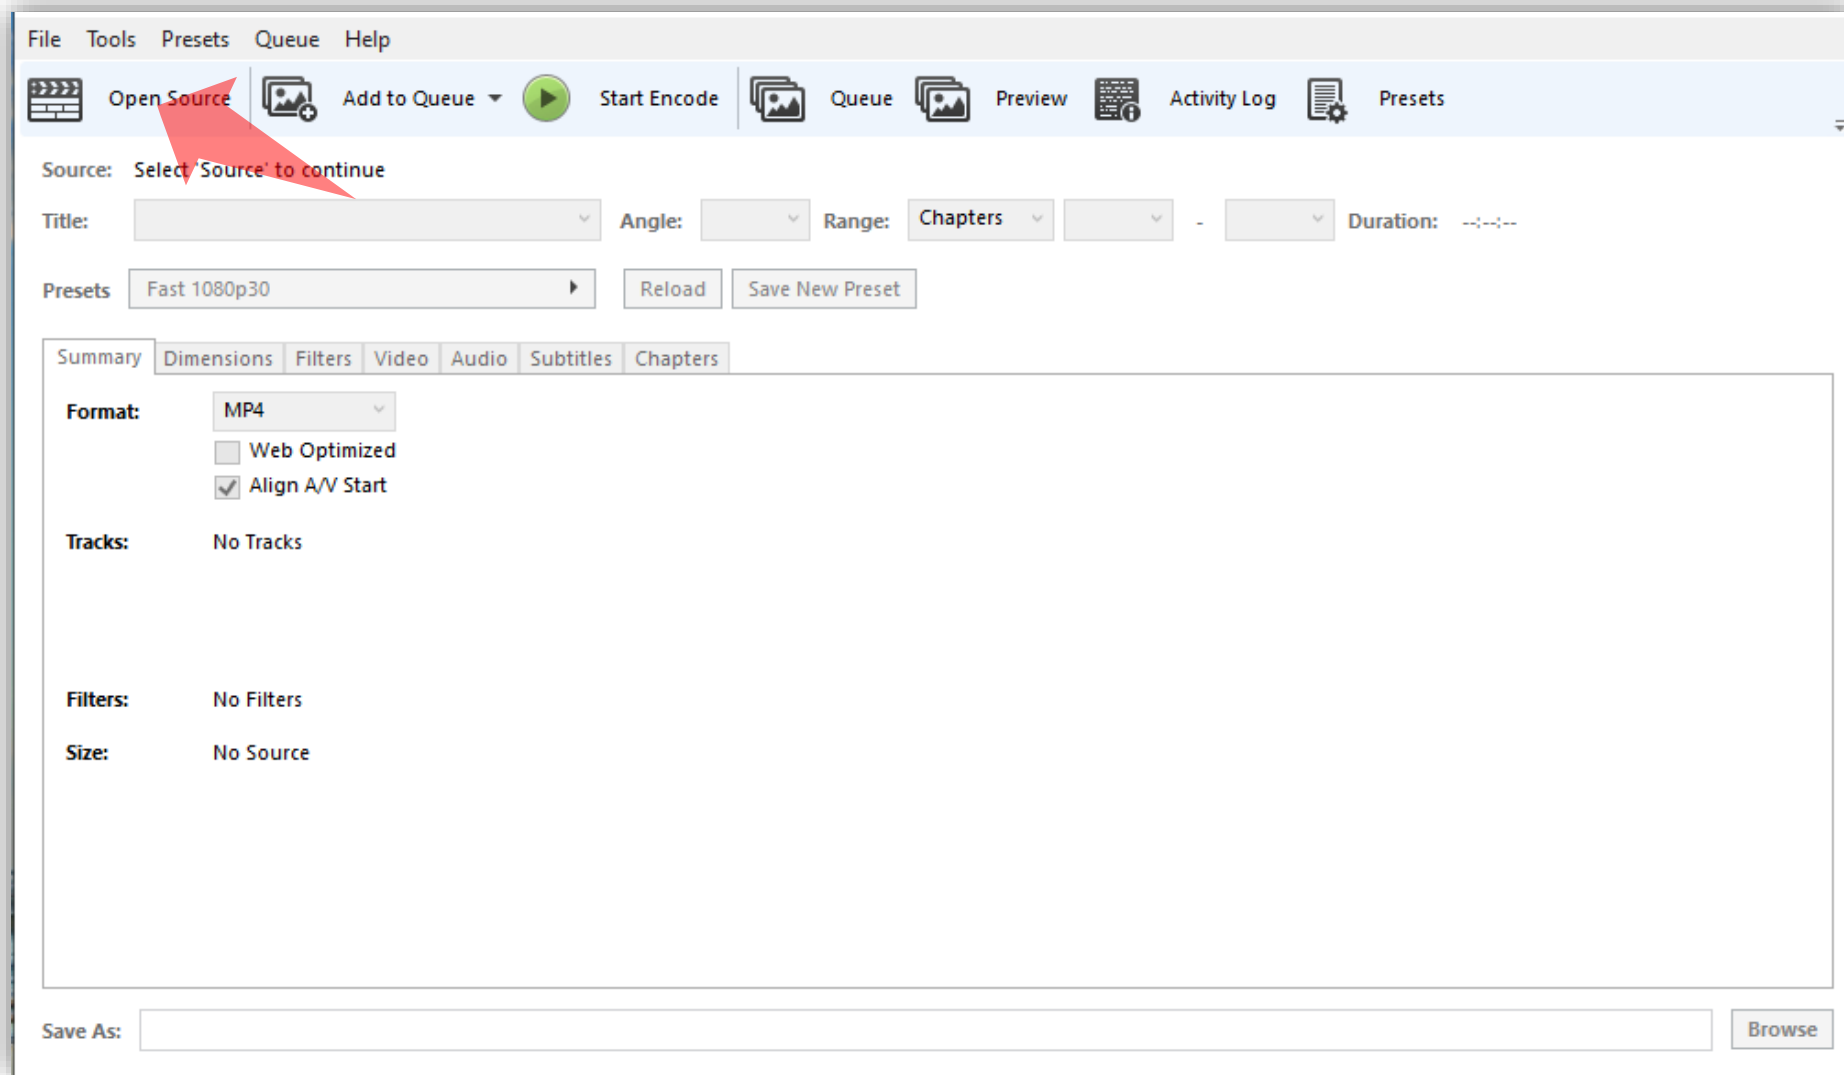 File Tools Presets Queue Help
Open Source Add to Queue Start Encode Queue Preview Activity Log Presets
Source: Select 'Source' to continue
Title: Angle: Range: Chapters - Duration: --:--:--
Presets Fast 1080p30 Reload Save New Preset
Summary Dimensions Filters Video Audio Subtitles Chapters
Format: MP4
Web Optimized
Align A/V Start
Tracks: No Tracks
Filters: No Filters
Size: No Source
Save As: Browse